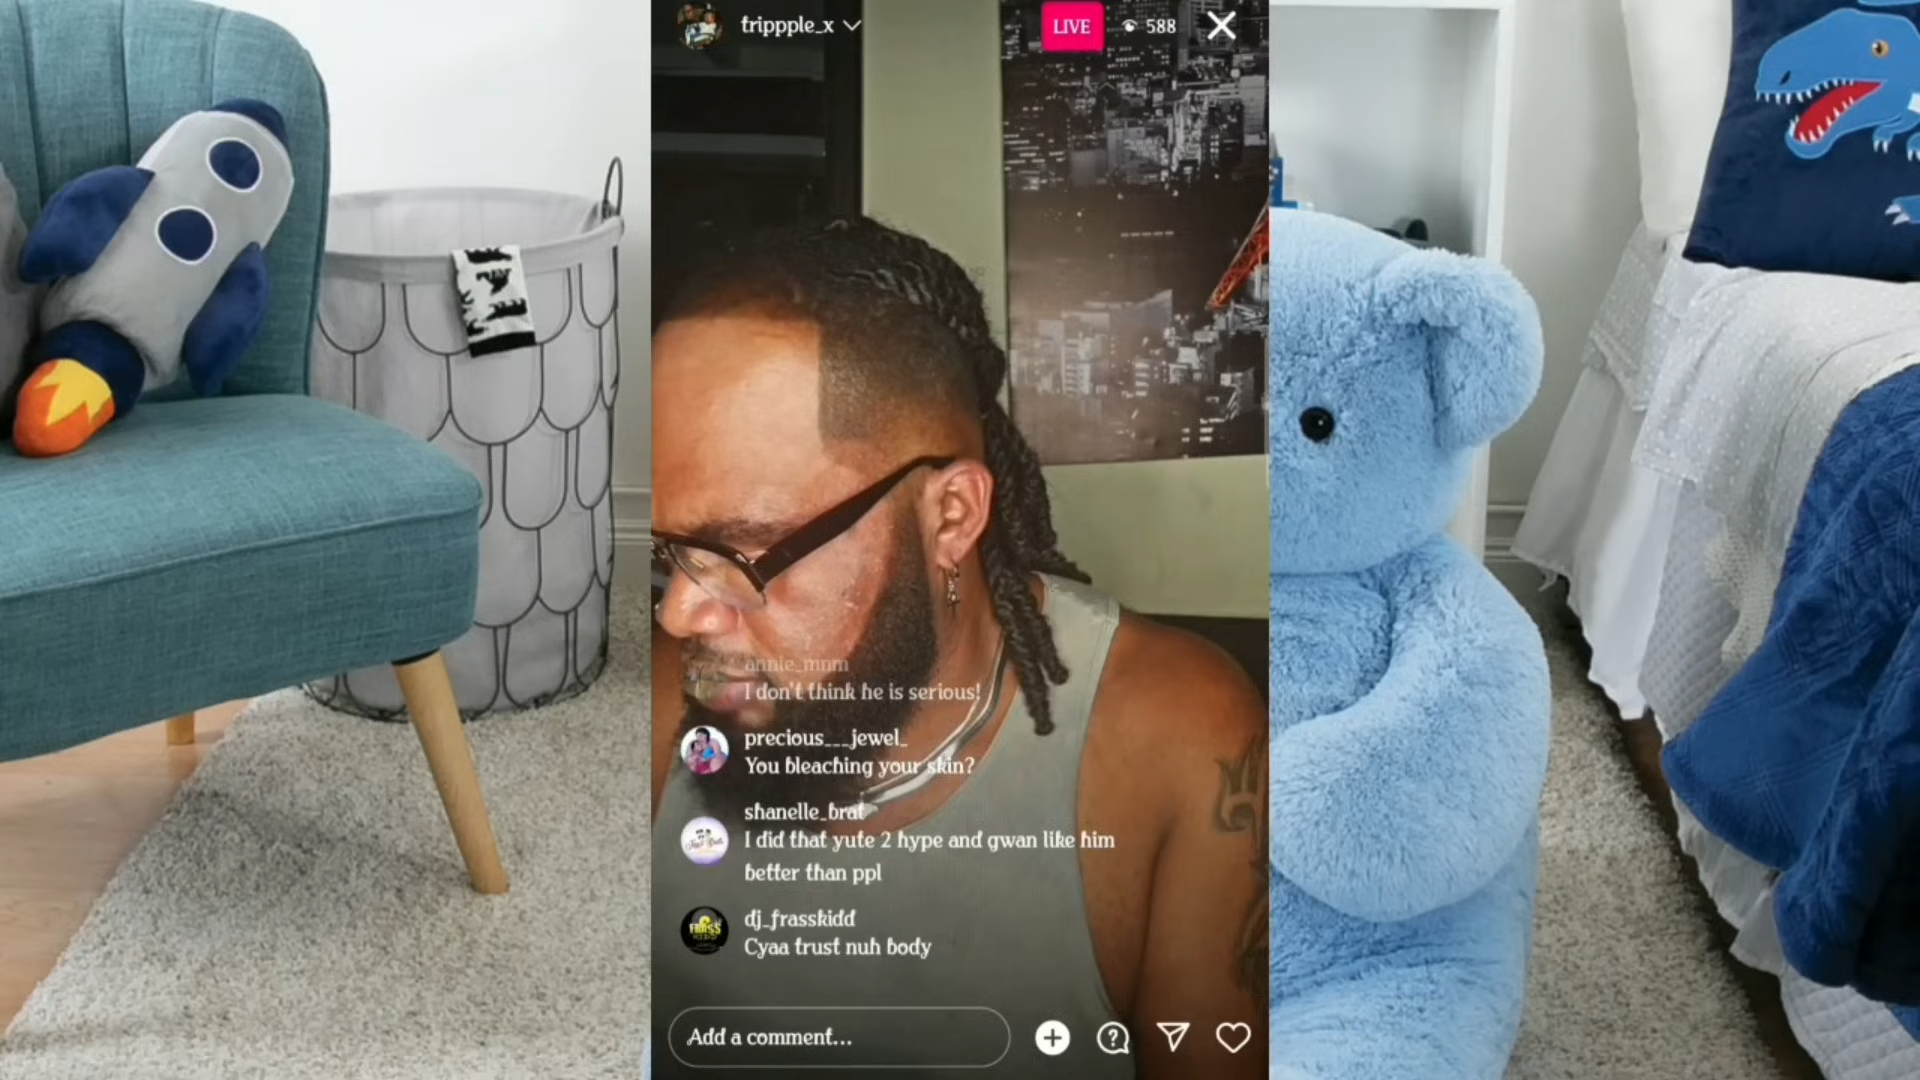 frippple_x
LIVE
588
annie_mnm
I don't think he is serious!
precious___jewel_
You bleaching your skin?
shanelle_brat
I did that yute 2 hype and gwan like him
better than ppl
dj_frasskidd
Cyaa trust nuh body
Add a comment...